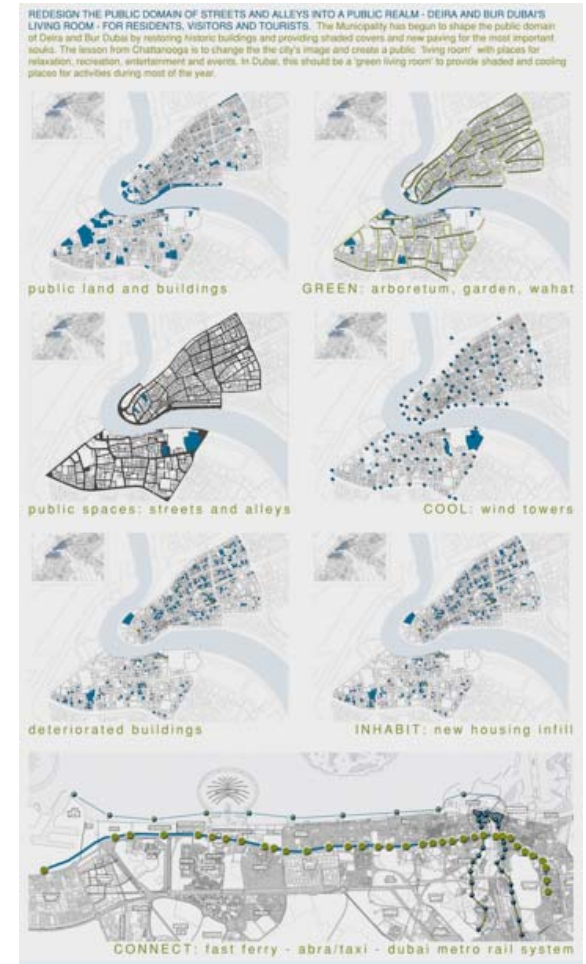 REDESIGN THE PUBLIC DOMAIN OF STREETS AND ALLEYS INTO A PUBLIC REALM - DEIRA AND BUR DUBAI'S
LIVING ROOM - FOR RESIDENTS, VISITORS AND TOURISTS. The Municipality has begun to shape the public domain
of Deira and Bur Dubai by restoring historic buildings and providing shaded covers and new paving for the most important
souks. The lesson from Chattanooga is to change the the city's image and create a public 'living room' with places for
relaxation, recreation, entertainment and events. In Dubai, this should be a 'green living room' to provide shaded and cooling
places for activities during most of the year.
public land and buildings
GREEN: arboretum, garden, wahat
public spaces: streets and alleys
COOL: wind towers
deteriorated buildings
INHABIT: new housing infill
CONNECT: fast ferry - abra/taxi - dubai metro rail system